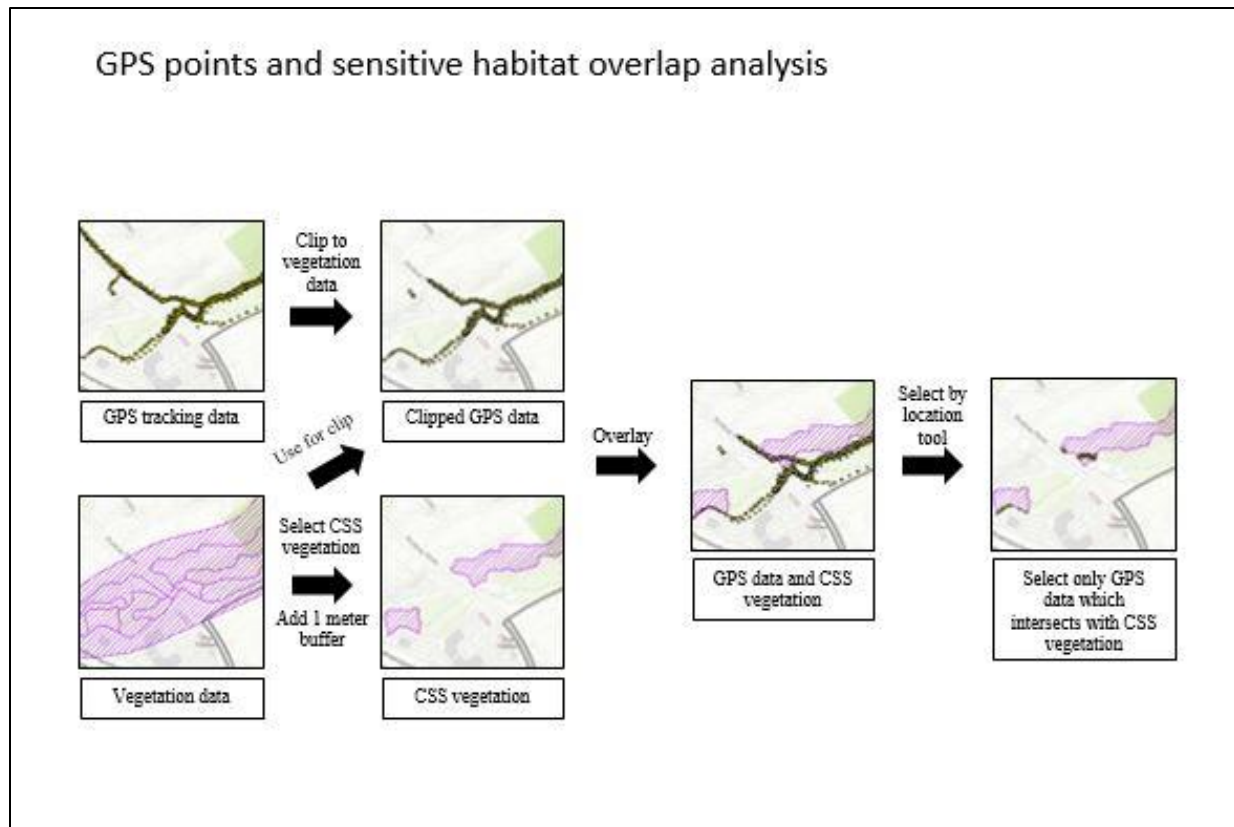 GPS points and sensitive habitat overlap analysis
Clip to
vegetation
data
GPS tracking data
Clipped GPS data
Use for clip
Select CSS
vegetation
Add 1 meter
buffer
Vegetation data
CSS vegetation
Overlay
GPS data and CSS
vegetation
Select by
location
tool
Select only GPS
data which
intersects with CSS
vegetation